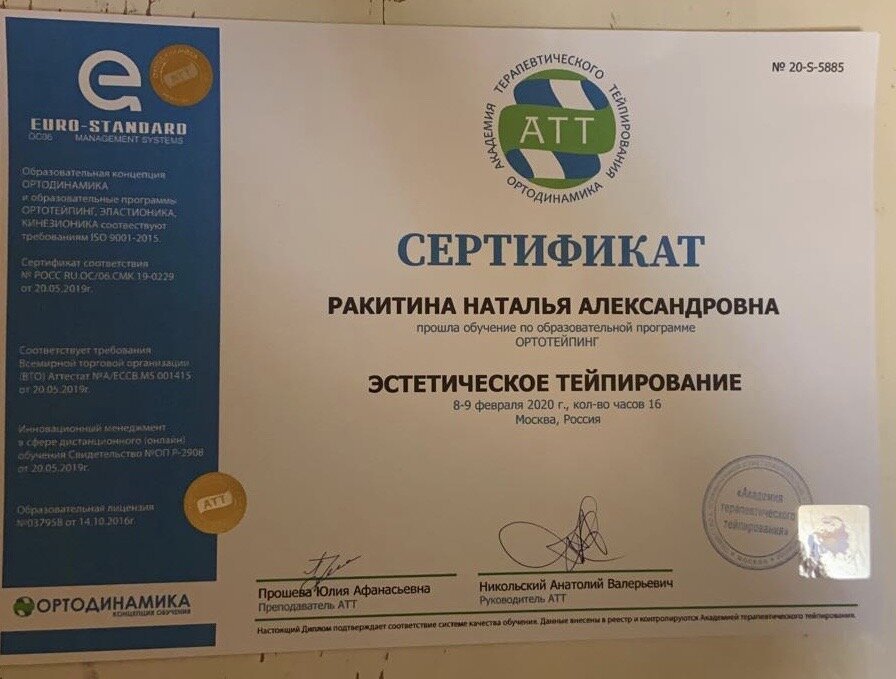 EURO-STANDARD
ОС06 MANAGEMENT SYSTEMS
Образовательная концепция
ОРТОДИНАМИКА
и образовательные программы
ОРТОТЕЙПИНГ, ЭЛАСТИОНИКА,
КИНЕЗИОНИКА соотвествуют
требованиям ISO 9001-2015.
Сертификат соответствия
№ РОСС RU.ОС/06.СМК.19-0229
от 20.05.2019г.
Соответствует требования
Всемирной торговой организации
(ВТО) Аттестат №А/ЕССВ.MS 001415
от 20.05.2019г.
Инновационный менеджмент
в сфере дистанционного (онлайн)
обучения Свидетельство №ОП Р-2908
от 20.05.2019г.
АТТ
Образовательная лицензия
№037958 от 14.10.2016г
ОРТОДИНАМИКА
КОНЦЕПЦИЯ ОБУЧЕНИЯ
№ 20-S-5885
АКАДЕМИЯ ТЕРАПЕВТИЧЕСКОГО ТЕЙПИРОВАНИЯ
АТТ
ОРТОДИНАМИКА
СЕРТИФИКАТ
РАКИТИНА НАТАЛЬЯ АЛЕКСАНДРОВНА
прошла обучение по образовательной программе
ОРТОТЕЙПИНГ
ЭСТЕТИЧЕСКОЕ ТЕЙПИРОВАНИЕ
8-9 февраля 2020 г., кол-во часов 16
Москва, Россия
«Академия
терапевтического
тейпирования»
МОСКВА
Прошева Юлия Афанасьевна
Преподаватель АТТ
Никольский Анатолий Валерьевич
Руководитель АТТ
Настоящий Диплом подтверждает соответствие системе качества обучения. Данные внесены в реестр и контролируются Академией терапевтического тейпирования.